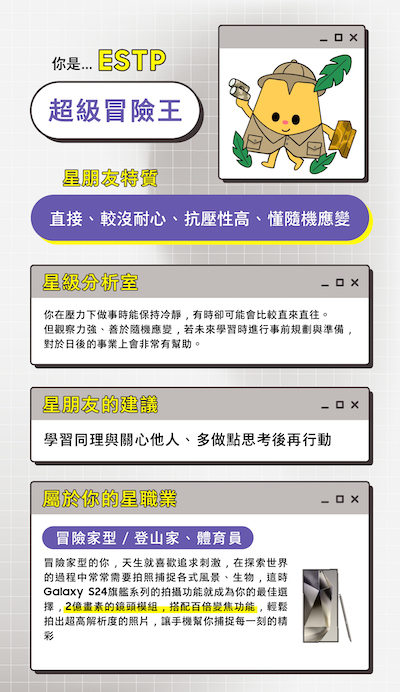 你是... ESTP
超級冒險王
星朋友特質
直接、較沒耐心、抗壓性高、懂隨機應變
星級分析室
你在壓力下做事時能保持冷靜，有時卻可能會比較直來直往。
但觀察力強、善於隨機應變，若未來學習時進行事前規劃與準備，
對於日後的事業上會非常有幫助。
星朋友的建議
學習同理與關心他人、多做點思考後再行動
屬於你的星職業
冒險家型 / 登山家、體育員
冒險家型的你，天生就喜歡追求刺激，在探索世界
的過程中常常需要拍照捕捉各式風景、生物，這時
Galaxy S24旗艦系列的拍攝功能就成為你的最佳選
擇，2億畫素的鏡頭模組，搭配百倍變焦功能，輕鬆
拍出超高解析度的照片，讓手機幫你捕捉每一刻的精
彩